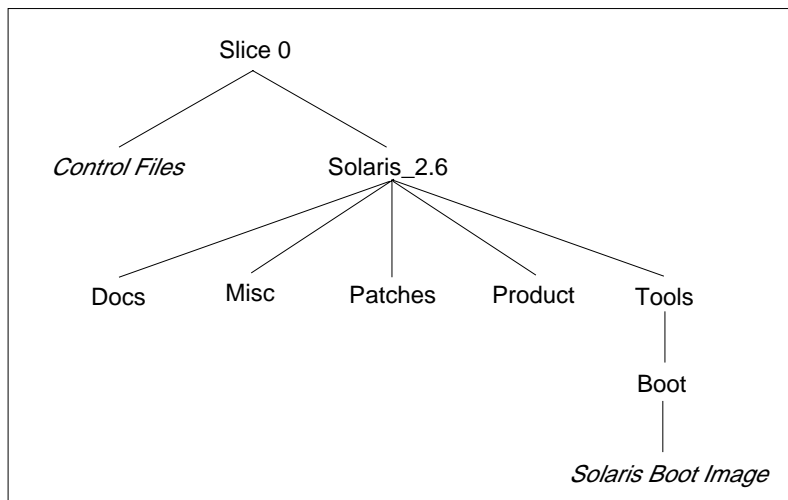 Slice 0
Control Files
Solaris_2.6
Docs
Misc
Patches
Product
Tools
Boot
Solaris Boot Image